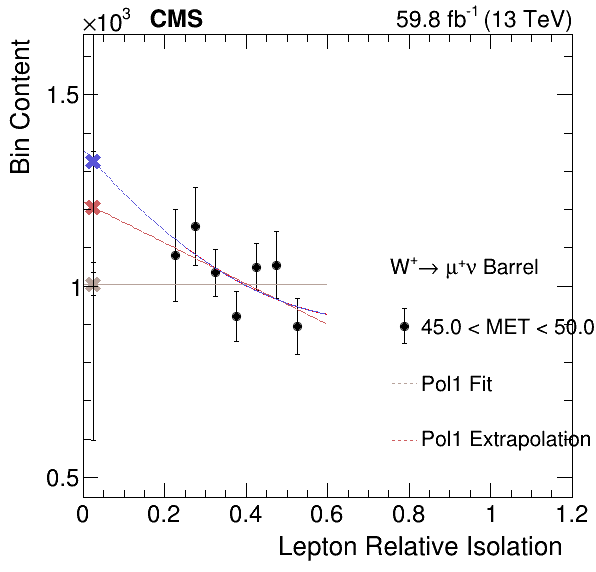 ×10³ CMS 59.8 fb⁻¹ (13 TeV)
Bin Content
1.5
1
0.5
W⁺→ μ⁺ν Barrel
45.0 < MET < 50.0
Pol1 Fit
Pol1 Extrapolation
0 0.2 0.4 0.6 0.8 1 1.2
Lepton Relative Isolation